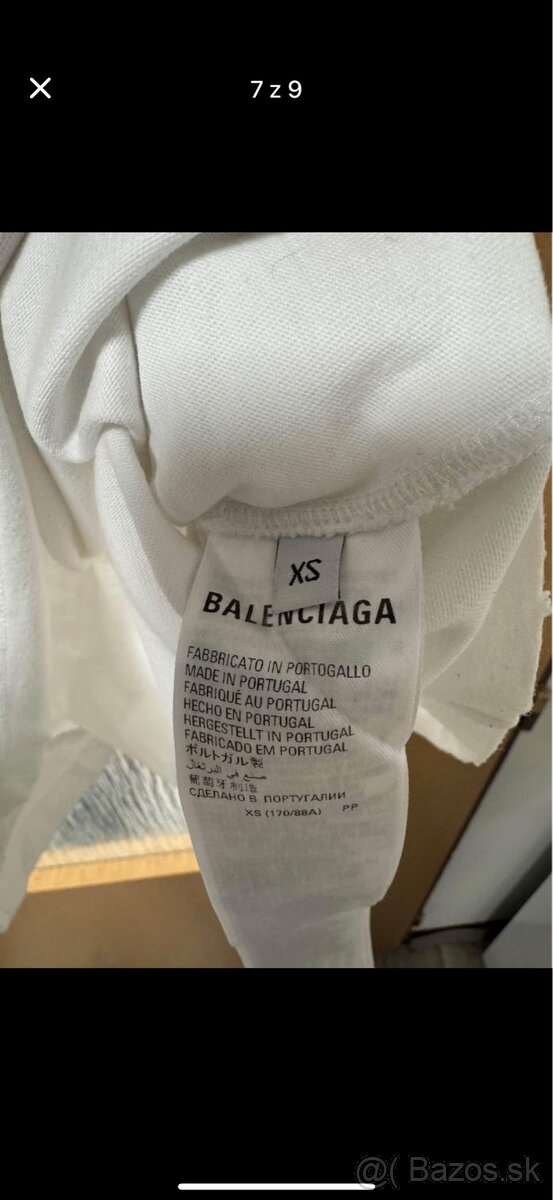 7 z 9
XS
BALENCIAGA
FABBRICATO IN PORTOGALLO
MADE IN PORTUGAL
FABRIQUÉ AU PORTUGAL
HECHO EN PORTUGAL
HERGESTELLT IN PORTUGAL
FABRICADO EM PORTUGAL
ポルトガル製
صنع في البرتغال
葡萄牙制造
СДЕЛАНО В ПОРТУГАЛИИ
XS (170/88A) PP
@( Bazos.sk